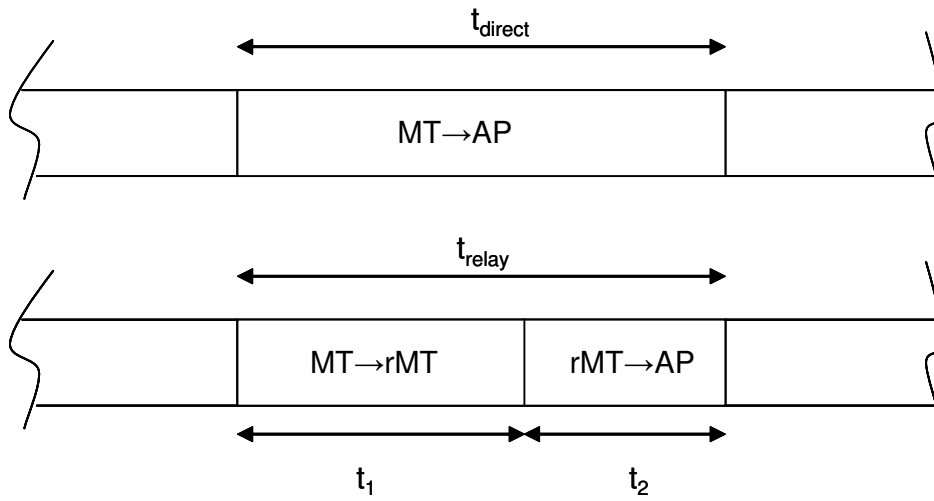 t_direct
MT→AP
t_relay
MT→rMT rMT→AP
t_1 t_2